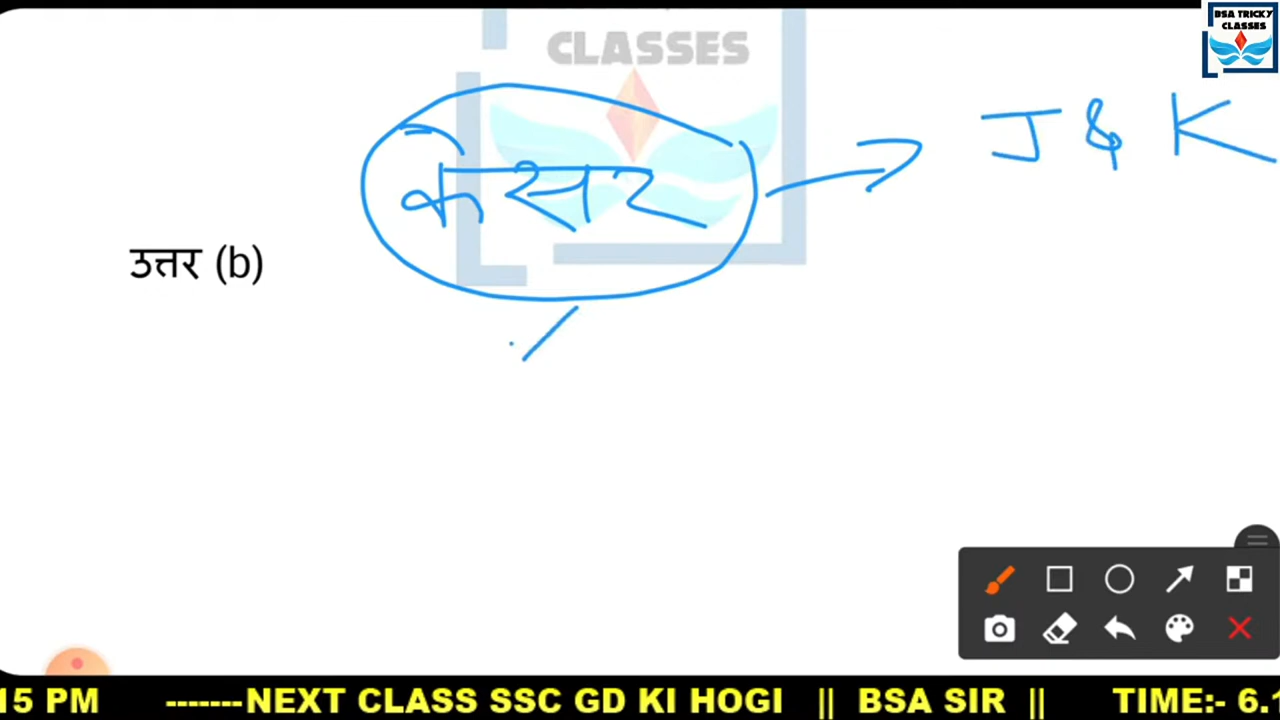 BSA TRICKY
CLASSES
CLASSES
केसर
J & K
उत्तर (b)
15 PM -------NEXT CLASS SSC GD KI HOGI || BSA SIR || TIME:- 6.1